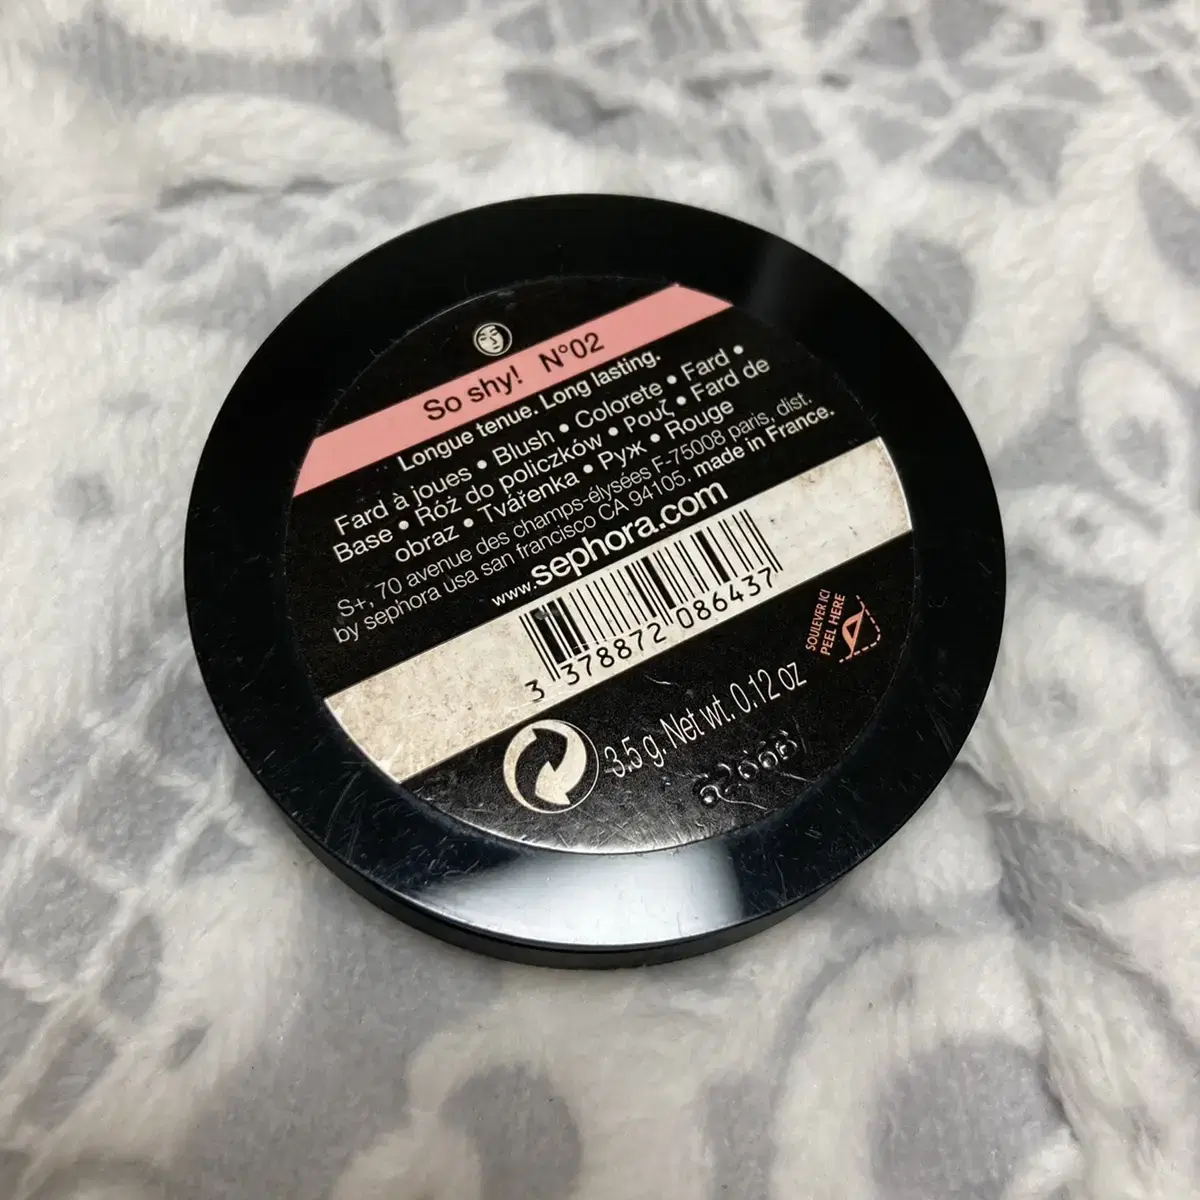 So shy! N°02
Longue tenue. Long lasting.
Fard à joues • Blush • Colorete • Fard •
Base • Róż do policzków • Ρουζ • Fard de
obraz • Tvářenka • Руж • Rouge
S+, 70 avenue des champs-élysées F-75008 paris, dist.
by sephora usa san francisco CA 94105. made in France.
www.sephora.com
3 378872 086437
SOULEVER ICI
PEEL HERE
3.5 g. Net wt. 0.12 oz